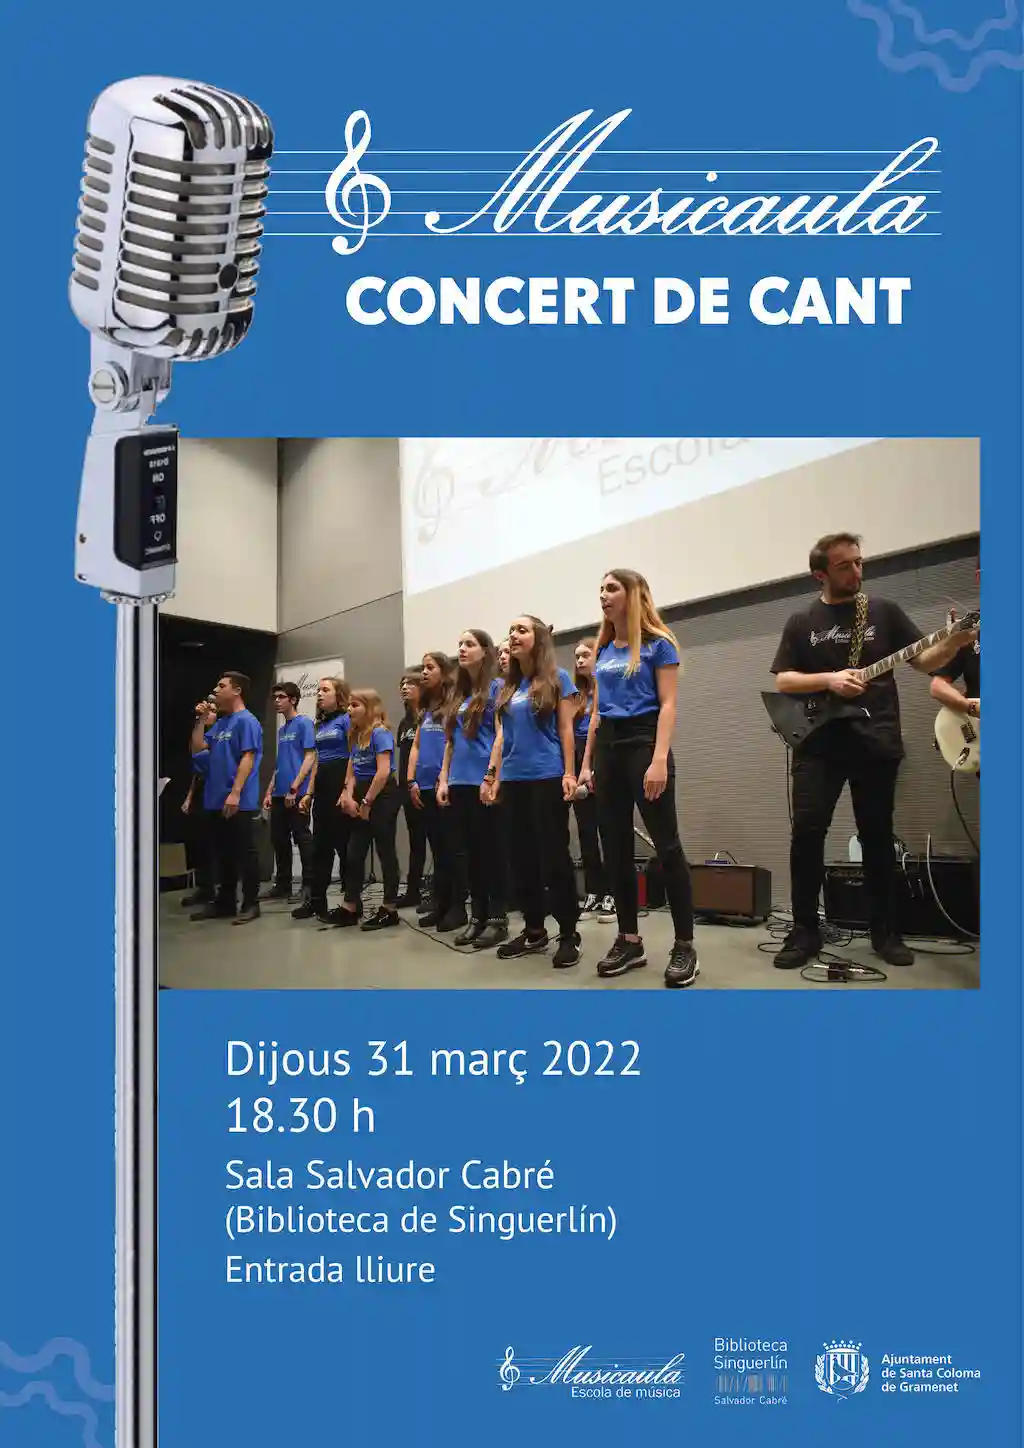 Musicaula
CONCERT DE CANT
Escola
Dijous 31 març 2022
18.30 h
Sala Salvador Cabré
(Biblioteca de Singuerlín)
Entrada lliure
Musicaula
Escola de música
Biblioteca
Singuerlín
Salvador Cabré
Ajuntament
de Santa Coloma
de Gramenet